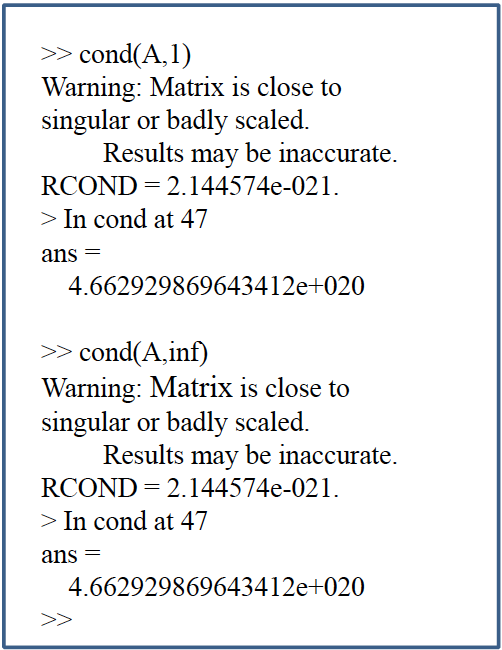 >> cond(A,1)
Warning: Matrix is close to
singular or badly scaled.
Results may be inaccurate.
RCOND = 2.144574e-021.
> In cond at 47
ans =
4.662929869643412e+020
>> cond(A,inf)
Warning: Matrix is close to
singular or badly scaled.
Results may be inaccurate.
RCOND = 2.144574e-021.
> In cond at 47
ans =
4.662929869643412e+020
>>